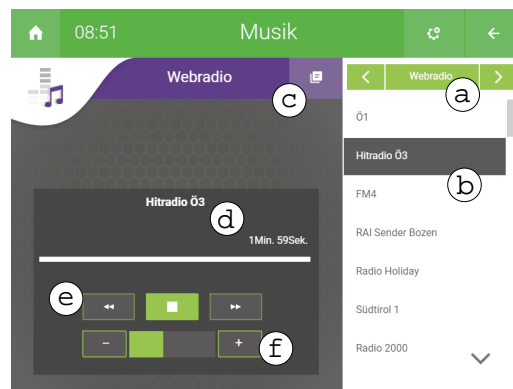 08:51 Musik
Webradio
c
Webradio
a
Ö1
Hitradio Ö3
b
FM4
RAI Sender Bozen
Radio Holiday
Südtirol 1
Radio 2000
Hitradio Ö3
d
1Min. 59Sek.
e
− +
f